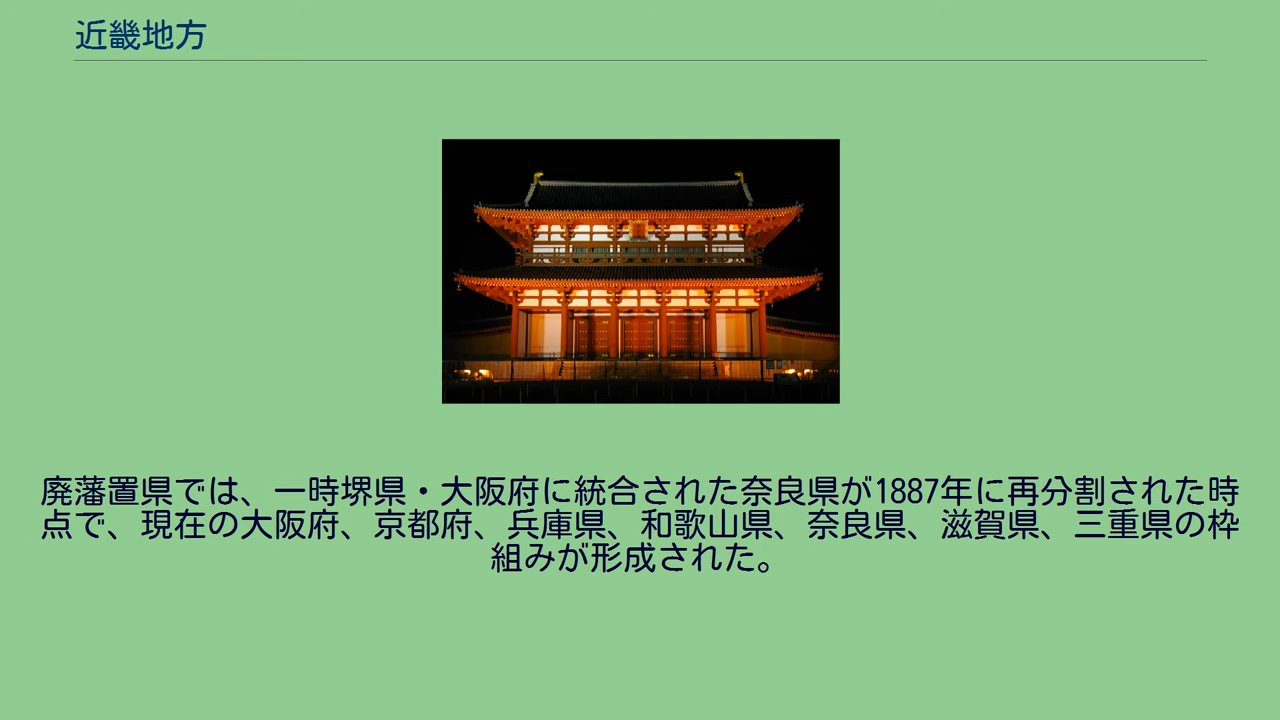 近畿地方
廃藩置県では、一時堺県・大阪府に統合された奈良県が1887年に再分割された時
点で、現在の大阪府、京都府、兵庫県、和歌山県、奈良県、滋賀県、三重県の枠
組みが形成された。